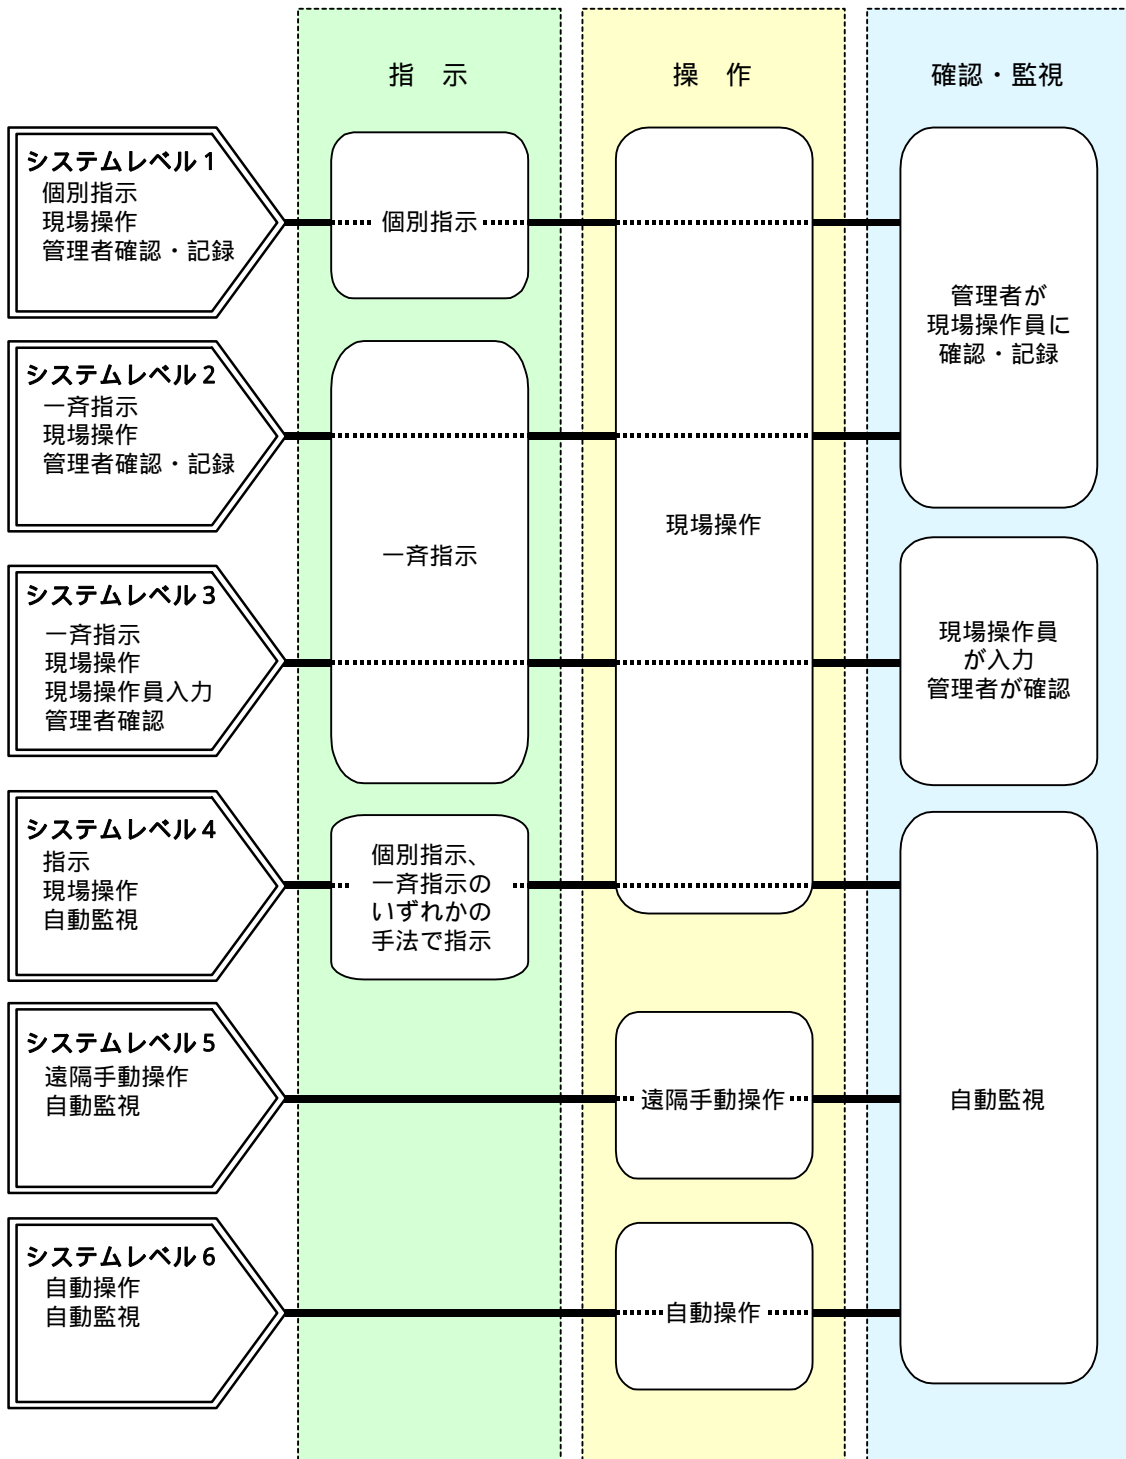 指　示
操　作
確認・監視
システムレベル１
個別指示
現場操作
管理者確認・記録
個別指示
管理者が
現場操作員に
確認・記録
システムレベル２
一斉指示
現場操作
管理者確認・記録
一斉指示
現場操作
システムレベル３
一斉指示
現場操作
現場操作員入力
管理者確認
現場操作員
が入力
管理者が確認
システムレベル４
指示
現場操作
自動監視
個別指示、
一斉指示の
いずれかの
手法で指示
システムレベル５
遠隔手動操作
自動監視
遠隔手動操作
自動監視
システムレベル６
自動操作
自動監視
自動操作